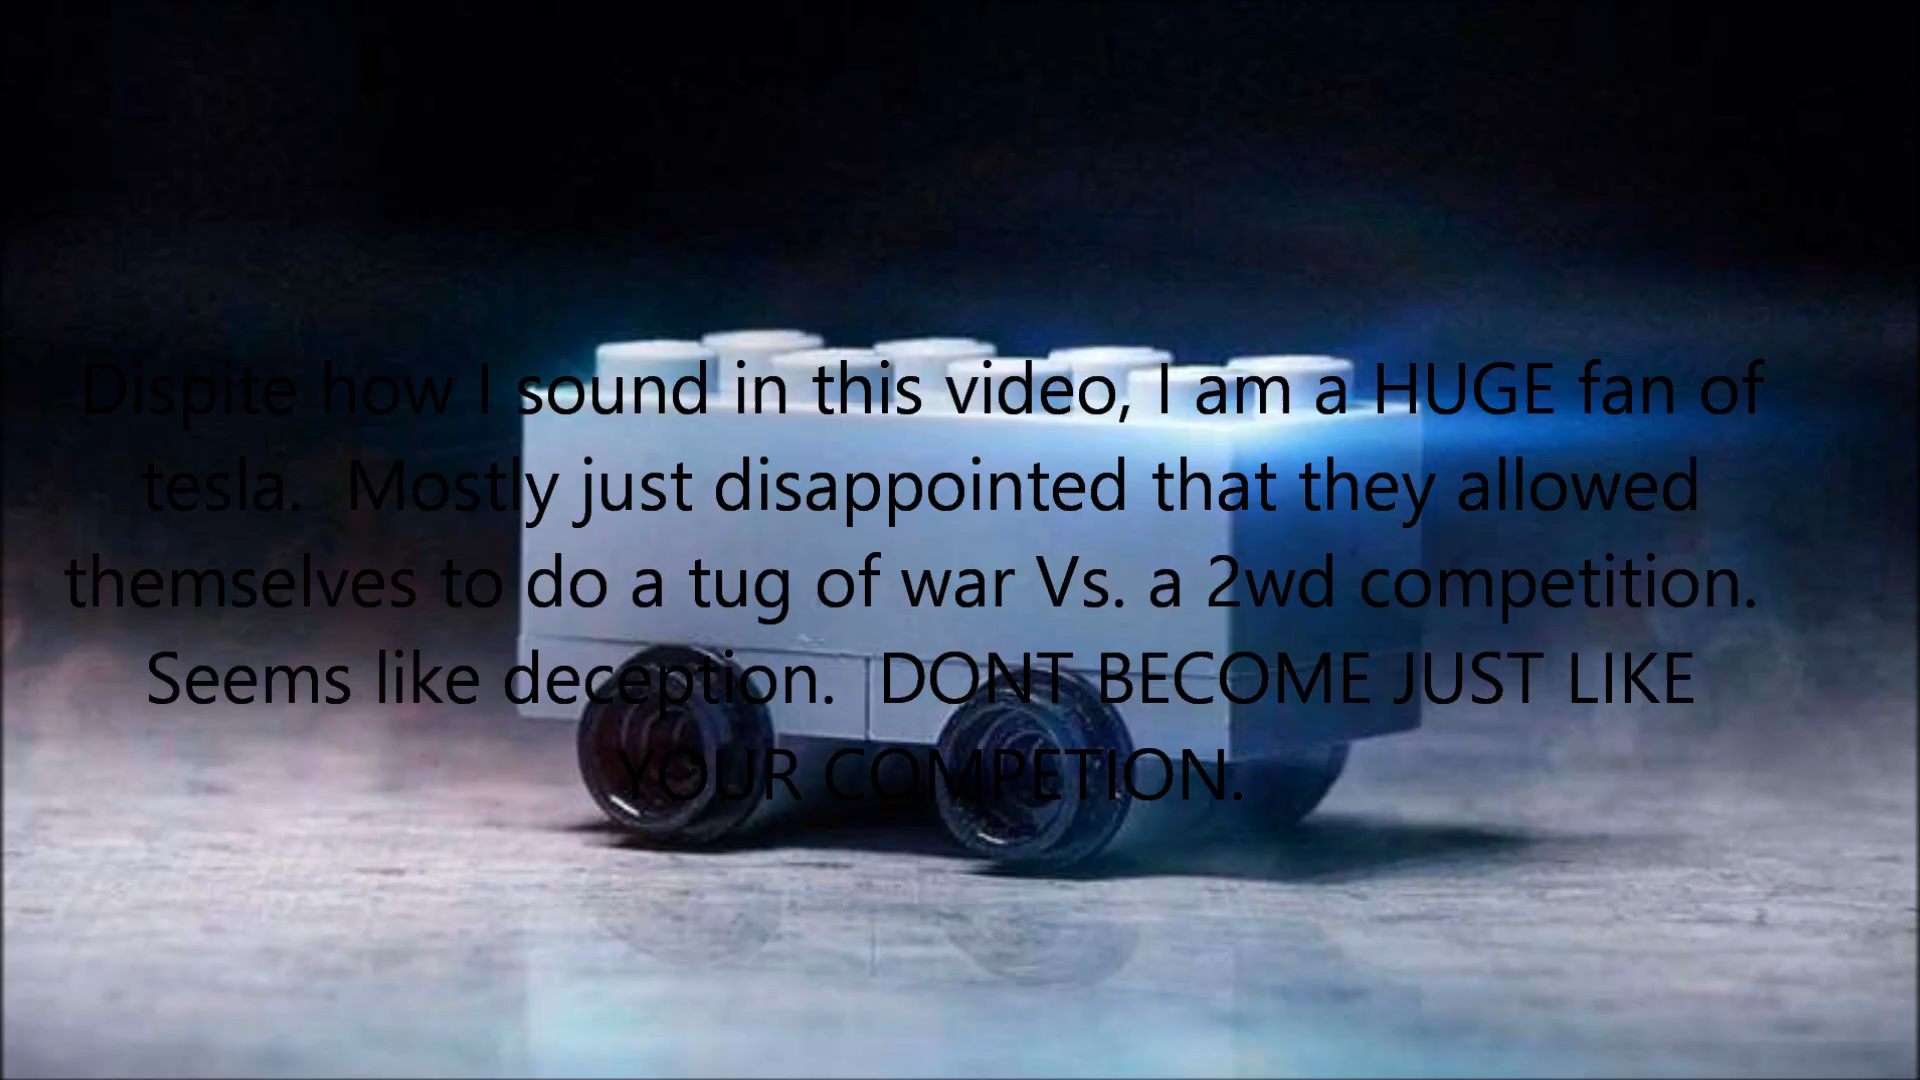 Dispite how I sound in this video, I am a HUGE fan of
tesla.  Mostly just disappointed that they allowed
themselves to do a tug of war Vs. a 2wd competition.
Seems like deception.  DONT BECOME JUST LIKE
YOUR COMPETION.